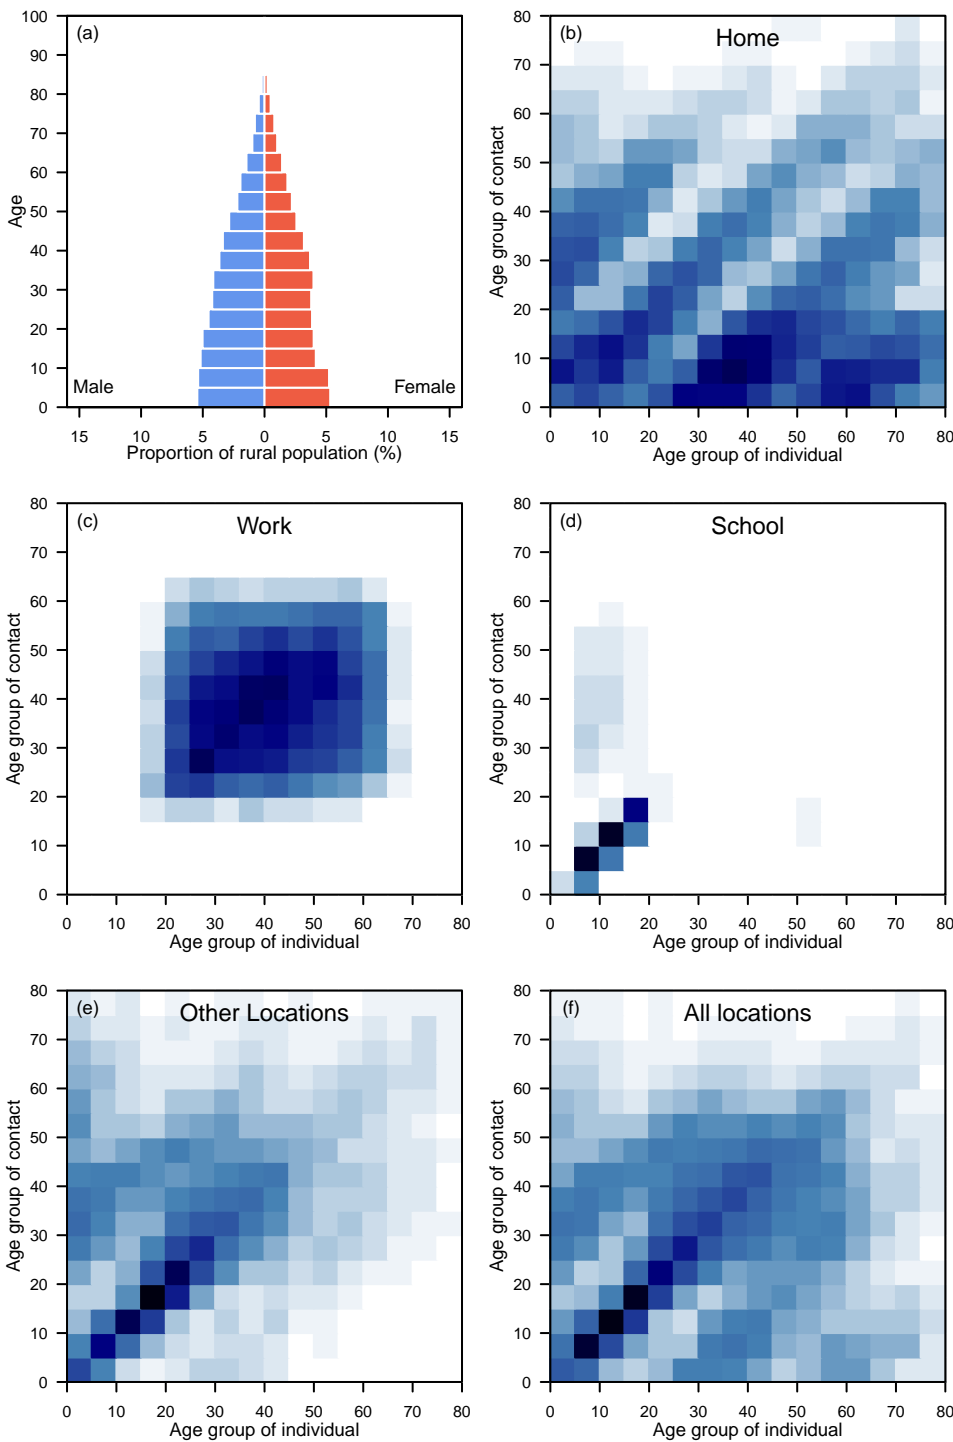 (a)
100
90
80
70
60
50
40
30
20
10
0
Age
Male
Female
15
10
5
0
5
10
15
Proportion of rural population (%)
(b)
Home
80
70
60
50
40
30
20
10
0
Age group of contact
0 10 20 30 40 50 60 70 80
Age group of individual
(c)
Work
80
70
60
50
40
30
20
10
0
Age group of contact
0 10 20 30 40 50 60 70 80
Age group of individual
(d)
School
80
70
60
50
40
30
20
10
0
Age group of contact
0 10 20 30 40 50 60 70 80
Age group of individual
(e)
Other Locations
80
70
60
50
40
30
20
10
0
Age group of contact
0 10 20 30 40 50 60 70 80
Age group of individual
(f)
All locations
80
70
60
50
40
30
20
10
0
Age group of contact
0 10 20 30 40 50 60 70 80
Age group of individual